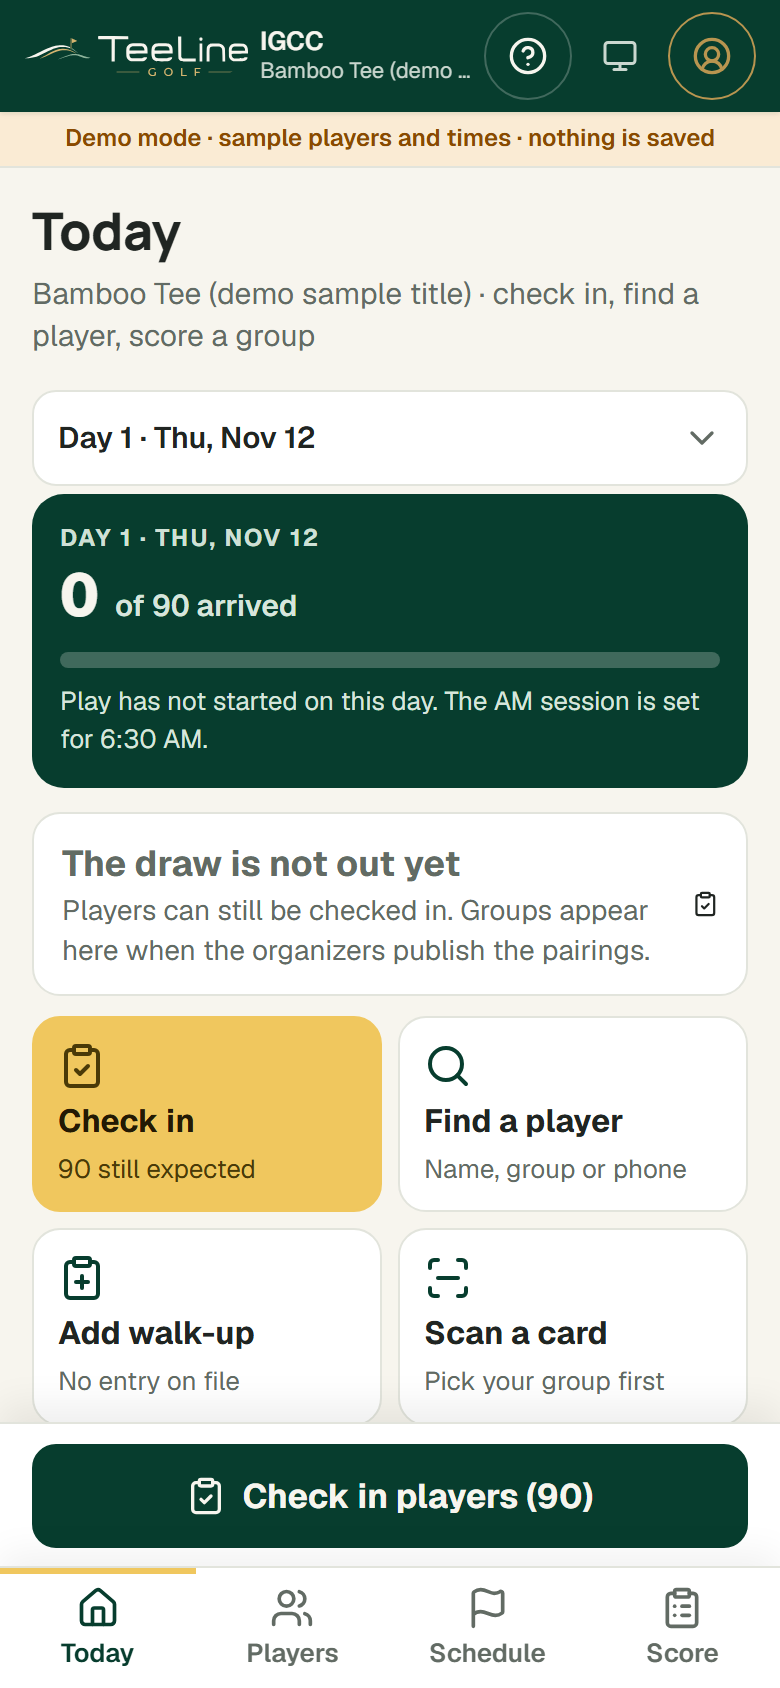 TeeLine
GOLF
IGCC
Bamboo Tee (demo ...
Demo mode · sample players and times · nothing is saved
Today
Bamboo Tee (demo sample title) · check in, find a
player, score a group
Day 1 · Thu, Nov 12
DAY 1 · THU, NOV 12
0 of 90 arrived
Play has not started on this day. The AM session is set
for 6:30 AM.
The draw is not out yet
Players can still be checked in. Groups appear
here when the organizers publish the pairings.
Check in
90 still expected
Find a player
Name, group or phone
Add walk-up
No entry on file
Scan a card
Pick your group first
Check in players (90)
Today
Players
Schedule
Score